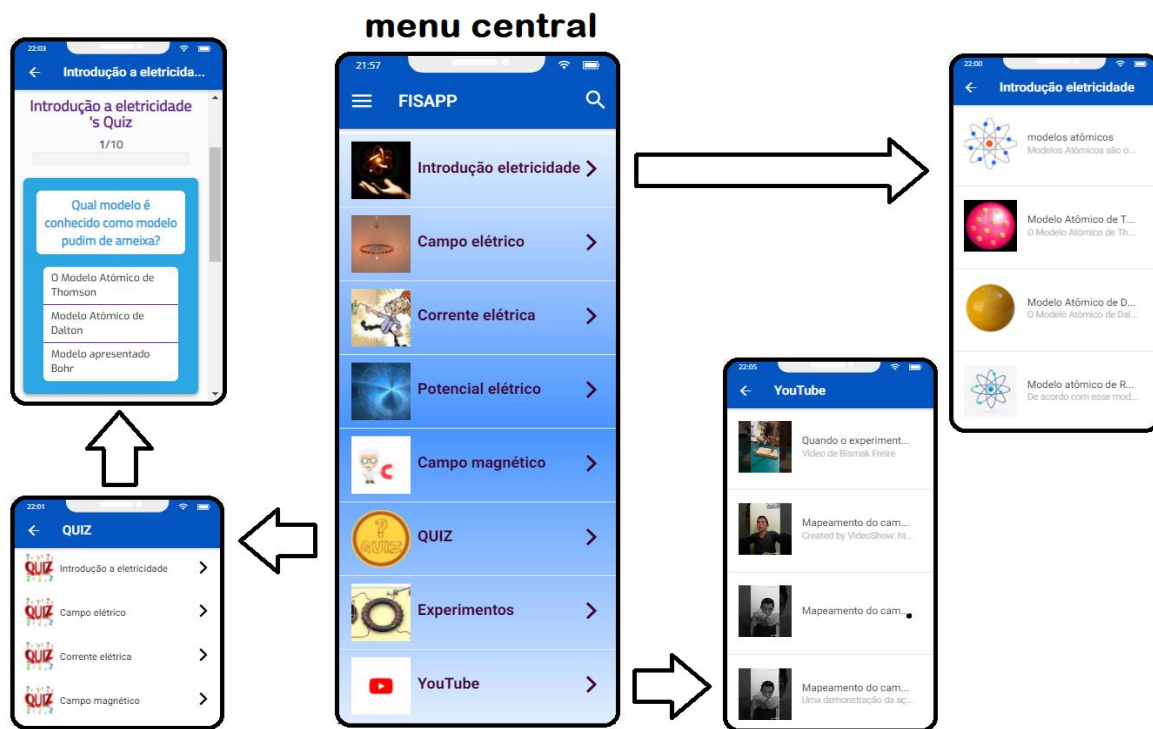 menu central
22:03
Introdução a eletricida...
Introdução a eletricidade
's Quiz
1/10
Qual modelo é
conhecido como modelo
pudim de ameixa?
O Modelo Atômico de
Thomson
Modelo Atômico de
Dalton
Modelo apresentado
Bohr
22:01
QUIZ
QUIZ Introdução a eletricidade
QUIZ Campo elétrico
QUIZ Corrente elétrica
QUIZ Campo magnético
21:57
FISAPP
Introdução eletricidade
Campo elétrico
Corrente elétrica
Potencial elétrico
Campo magnético
? QUIZ
QUIZ
Experimentos
YouTube
22:05
YouTube
Quando o experiment...
Vídeo de Bismak Freire
Mapeamento do cam...
Created by VideoShow: ht...
Mapeamento do cam...
Mapeamento do cam...
Uma demonstração da aç...
22:00
Introdução eletricidade
modelos atômicos
Modelos Atômicos são o...
Modelo Atômico de T...
O Modelo Atômico de Th...
Modelo Atômico de D...
O Modelo Atômico de Dal...
Modelo atômico de R...
De acordo com esse mod...